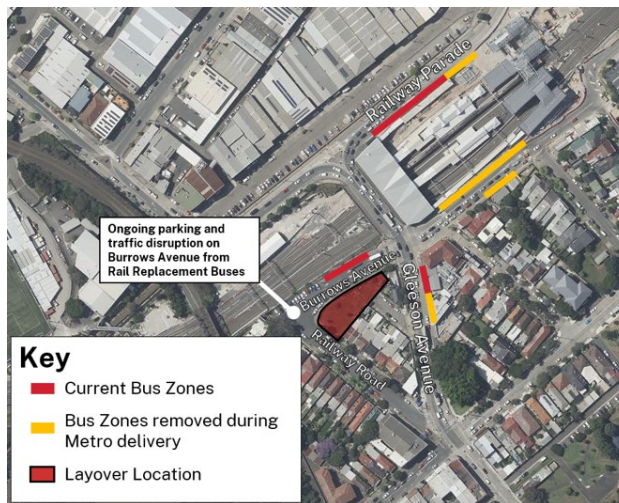 Railway Parade
Ongoing parking and
traffic disruption on
Burrows Avenue from
Rail Replacement Buses
Burrows Avenue
Gleeson Avenue
Railway Road
Key
Current Bus Zones
Bus Zones removed during
Metro delivery
Layover Location